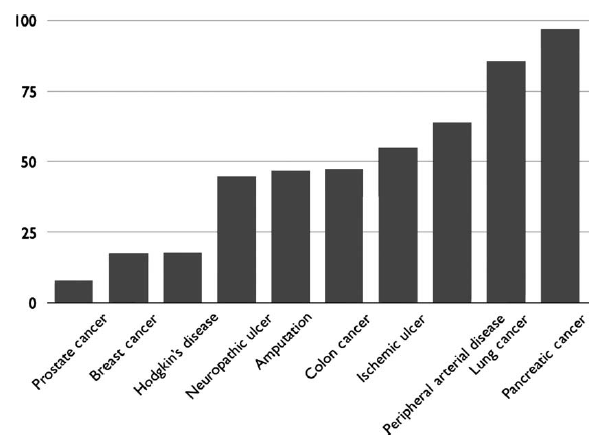 100
75
50
25
0
Prostate cancer
Breast cancer
Hodgkin's disease
Neuropathic ulcer
Amputation
Colon cancer
Ischemic ulcer
Peripheral arterial disease
Lung cancer
Pancreatic cancer